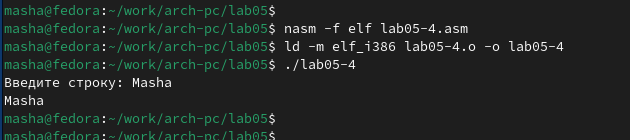 masha@fedora:~/work/arch-pc/lab05$
masha@fedora:~/work/arch-pc/lab05$ nasm -f elf lab05-4.asm
masha@fedora:~/work/arch-pc/lab05$ ld -m elf_i386 lab05-4.o -o lab05-4
masha@fedora:~/work/arch-pc/lab05$ ./lab05-4
Введите строку: Masha
Masha
masha@fedora:~/work/arch-pc/lab05$
masha@fedora:~/work/arch-pc/lab05$